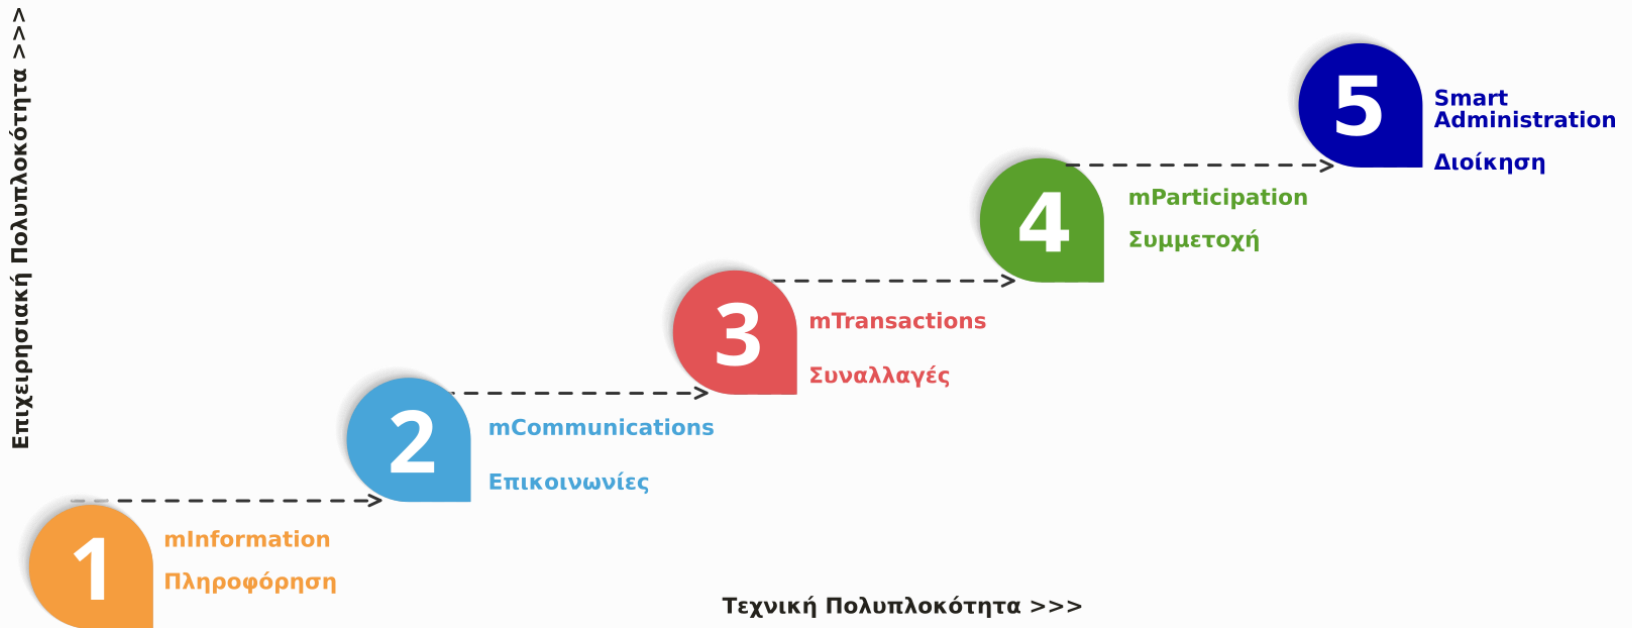 Επιχειρησιακή Πολυπλοκότητα >>>
5
Smart
Administration
Διοίκηση
4
mParticipation
Συμμετοχή
3
mTransactions
Συναλλαγές
2
mCommunications
Επικοινωνίες
1
mInformation
Πληροφόρηση
Τεχνική Πολυπλοκότητα >>>